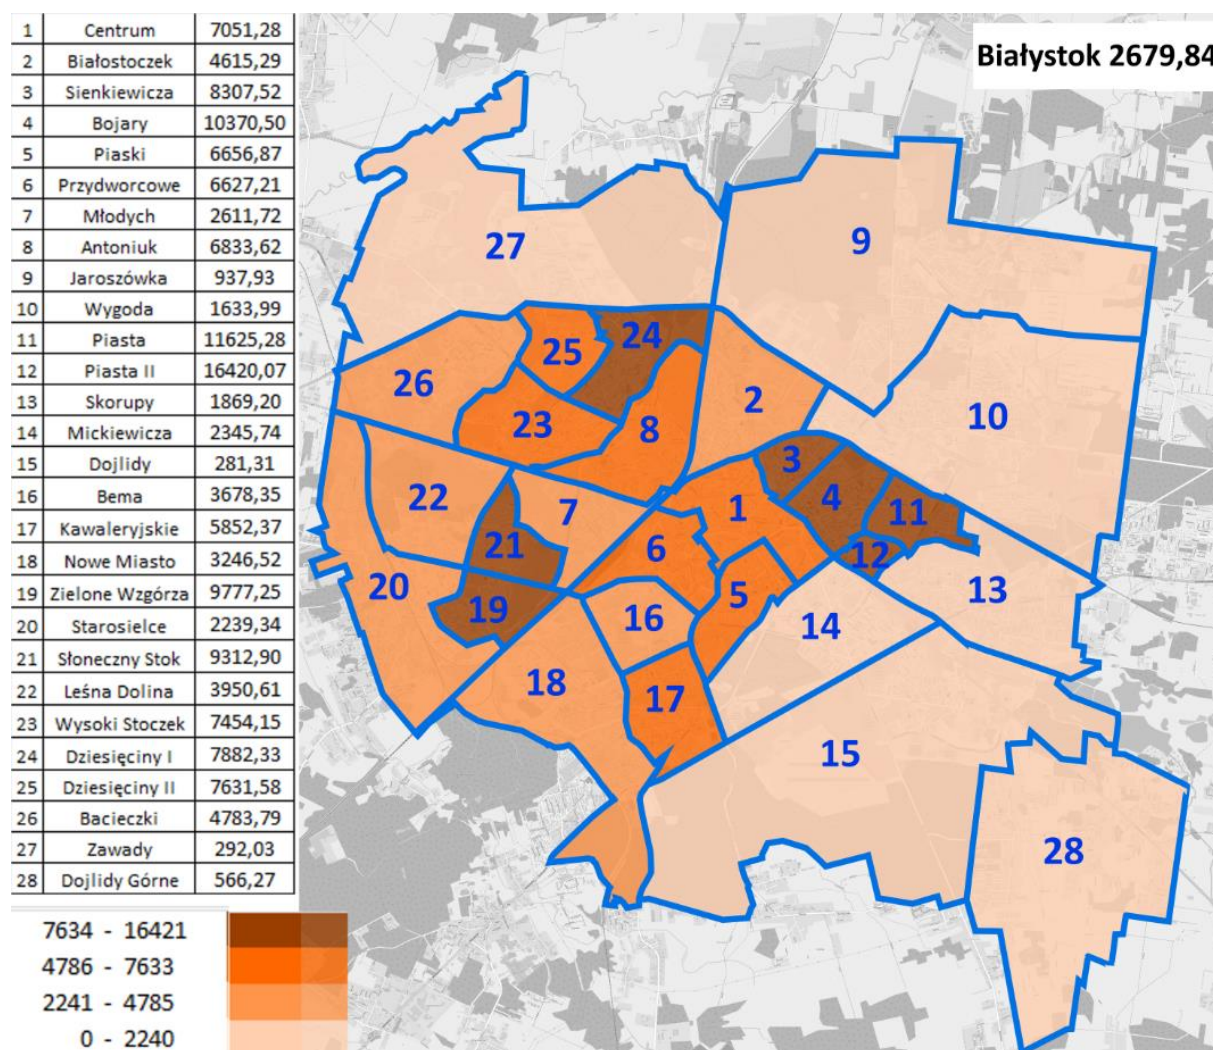 1 Centrum 7051,28
2 Białostoczek 4615,29
3 Sienkiewicza 8307,52
4 Bojary 10370,50
5 Piaski 6656,87
6 Przydworcowe 6627,21
7 Młodych 2611,72
8 Antoniuk 6833,62
9 Jaroszówka 937,93
10 Wygoda 1633,99
11 Piasta 11625,28
12 Piasta II 16420,07
13 Skorupy 1869,20
14 Mickiewicza 2345,74
15 Dojlidy 281,31
16 Bema 3678,35
17 Kawaleryjskie 5852,37
18 Nowe Miasto 3246,52
19 Zielone Wzgórza 9777,25
20 Starosielce 2239,34
21 Słoneczny Stok 9312,90
22 Leśna Dolina 3950,61
23 Wysoki Stoczek 7454,15
24 Dziesięciny I 7882,33
25 Dziesięciny II 7631,58
26 Bacieczki 4783,79
27 Zawady 292,03
28 Dojlidy Górne 566,27
7634 - 16421
4786 - 7633
2241 - 4785
0 - 2240
Białystok 2679,84
27
9
24
25
26
2
23
8
10
3
22
7
1
4
11
21
6
12
20
5
13
19
16
14
18
17
15
28